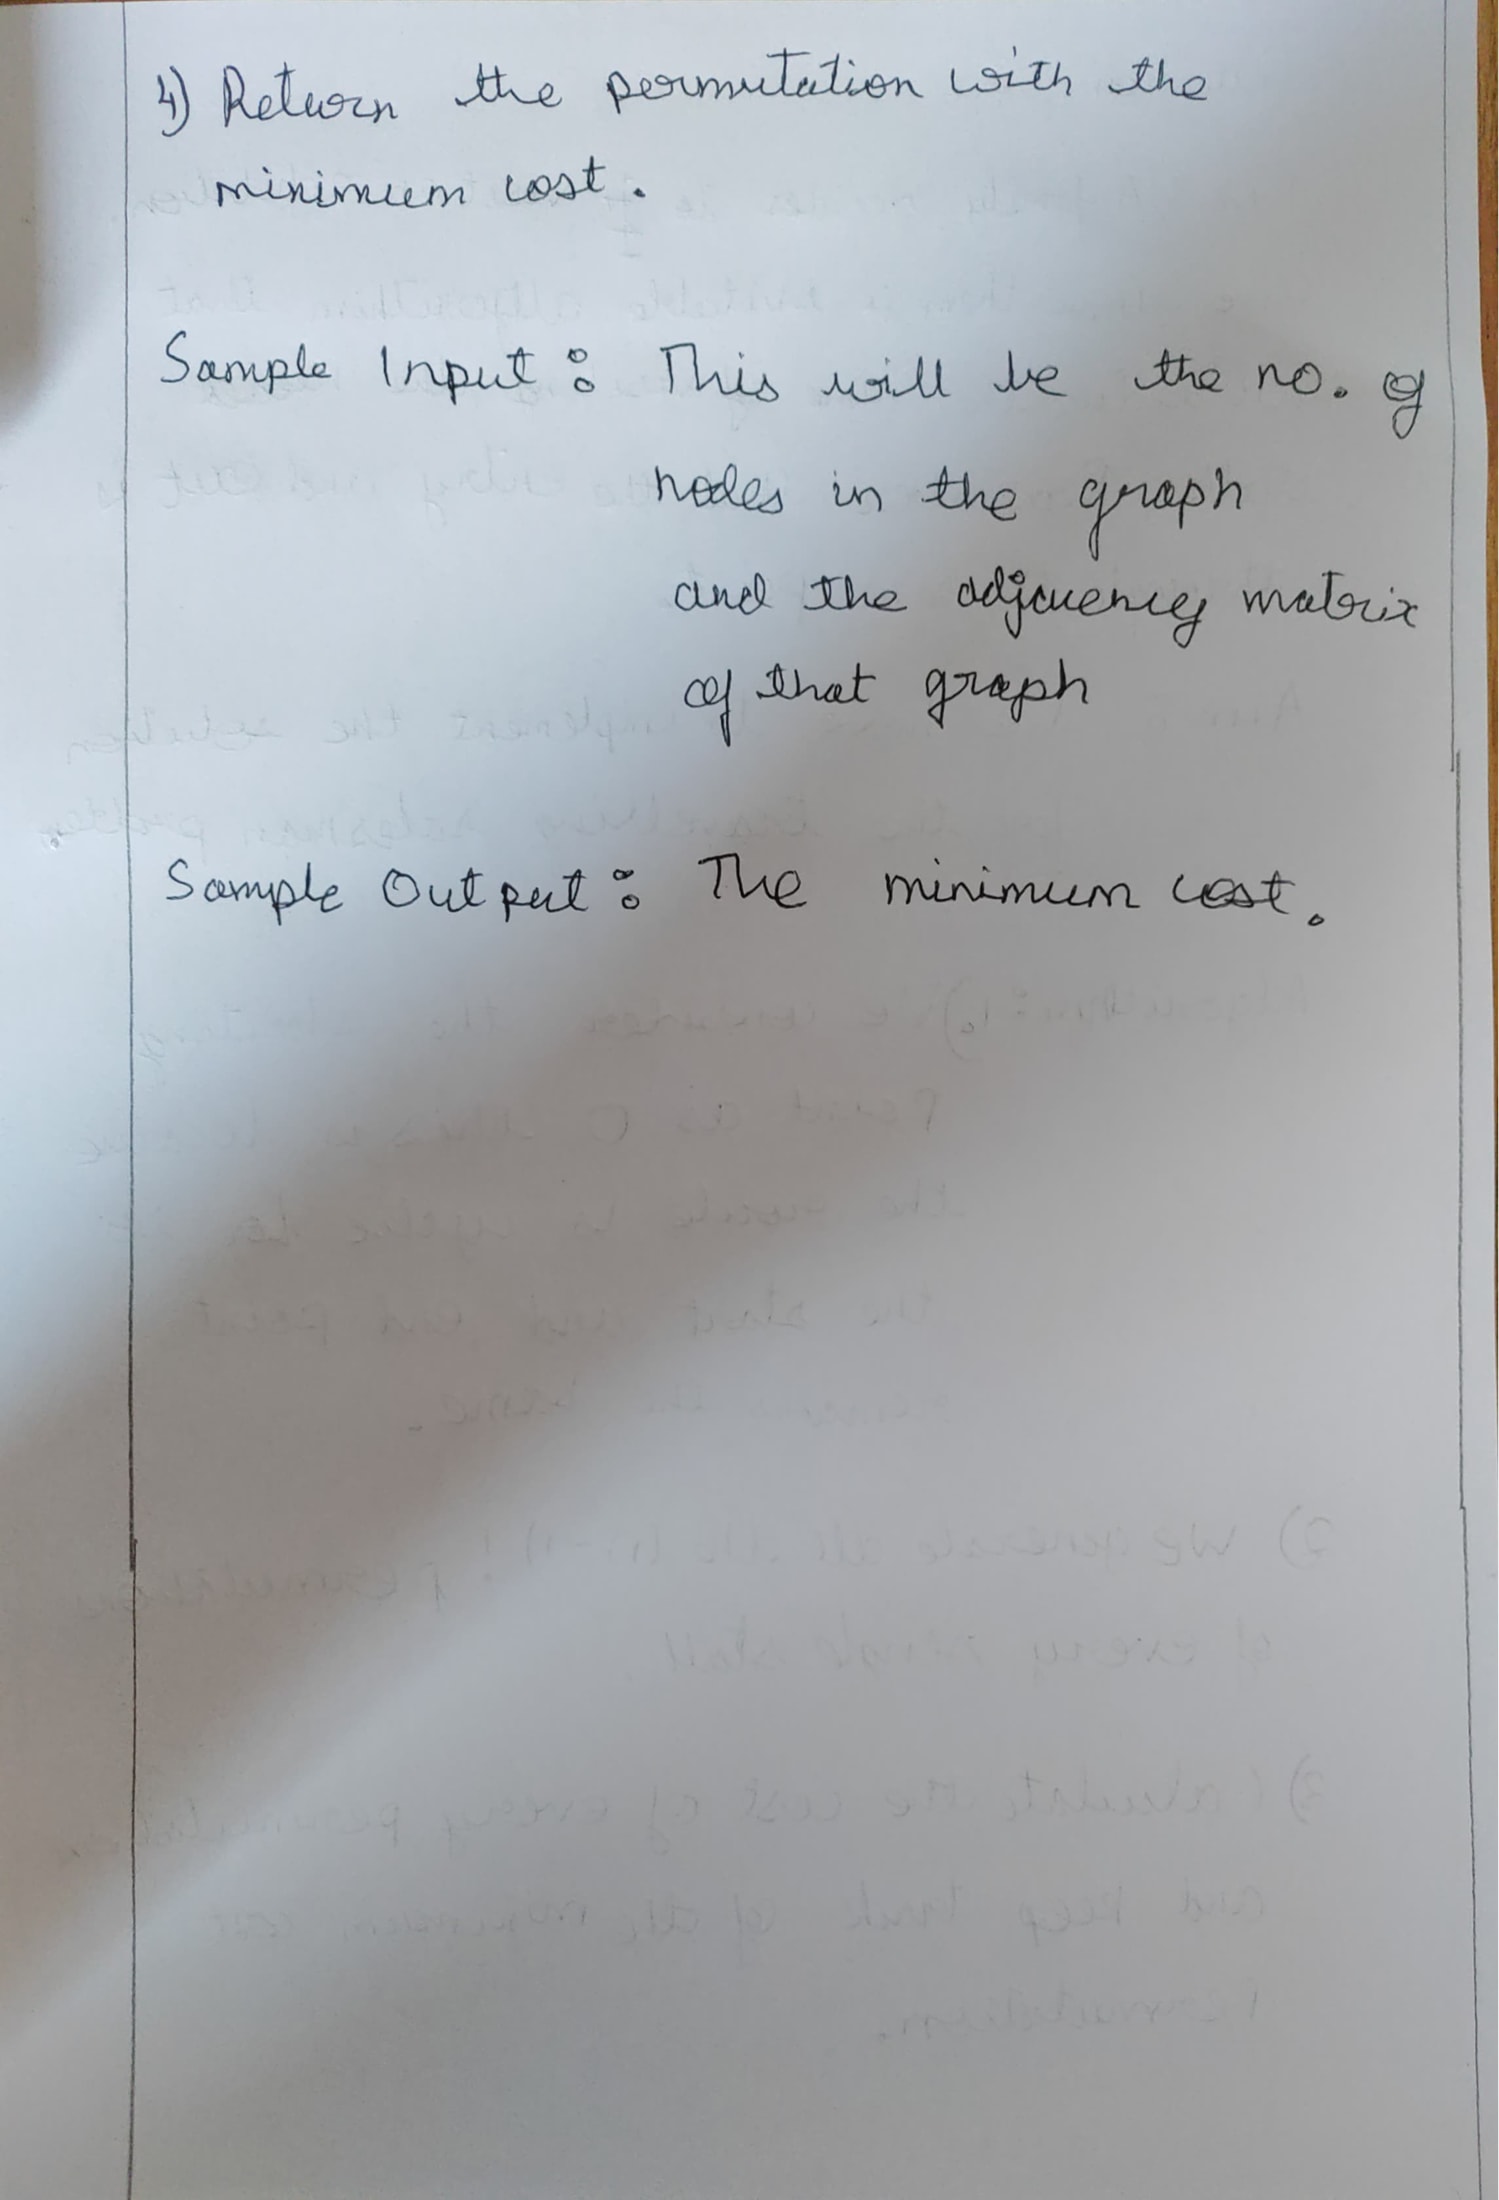 4) Return the permutation with the
minimum cost.
Sample Input : This will be the no. of
nodes in the graph
and the adjacency matrix
of that graph
Sample Output : The minimum cost.